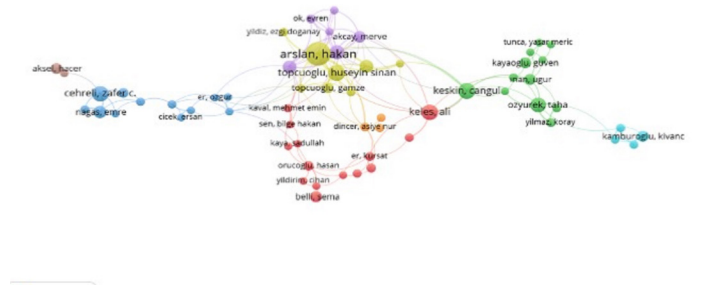 ok, evren
yildiz, ezgi doganay
akcay, merve
tunca, yasar meric
arslan, hakan
kayaoglu, guven
aksel, hacer
topcuoglu, huseyin sinan
inan, ugur
topcuoglu, gamze
keskin, cangul
cehreli, zafer c.
er, ozgur
kaval, mehmet emin
ozyurek, taha
nagas, emre
cicek, ersan
keles, ali
sen, bilge hakan
dincer, asiye nur
yilmaz, koray
kamburoglu, kivanc
kaya, sadullah
er, kursat
orucoglu, hasan
yildirim, cihan
belli, sema